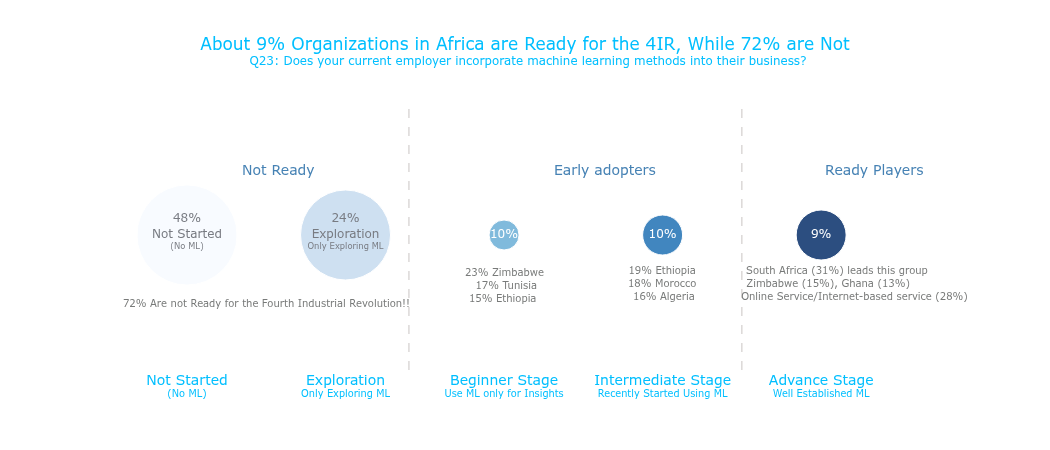 About 9% Organizations in Africa are Ready for the 4IR, While 72% are Not
Q23: Does your current employer incorporate machine learning methods into their business?
Not Ready
Early adopters
Ready Players
48%
Not Started
(No ML)
24%
Exploration
Only Exploring ML
10%
10%
9%
72% Are not Ready for the Fourth Industrial Revolution!!
23% Zimbabwe
17% Tunisia
15% Ethiopia
19% Ethiopia
18% Morocco
16% Algeria
South Africa (31%) leads this group
Zimbabwe (15%), Ghana (13%)
Online Service/Internet-based service (28%)
Not Started
(No ML)
Exploration
Only Exploring ML
Beginner Stage
Use ML only for Insights
Intermediate Stage
Recently Started Using ML
Advance Stage
Well Established ML